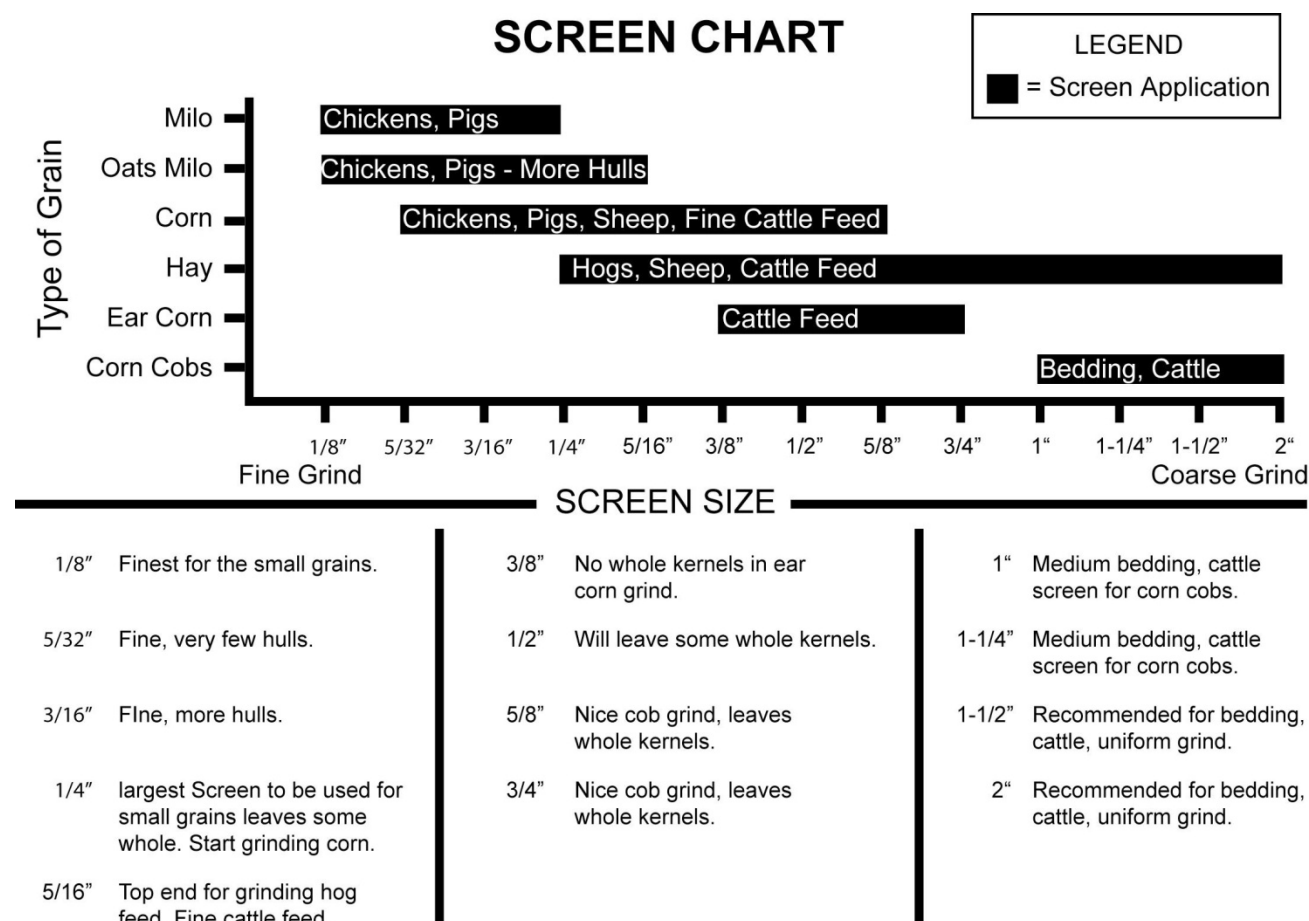 SCREEN CHART
LEGEND
= Screen Application
Type of Grain
Milo
Chickens, Pigs
Oats Milo
Chickens, Pigs - More Hulls
Corn
Chickens, Pigs, Sheep, Fine Cattle Feed
Hay
Hogs, Sheep, Cattle Feed
Ear Corn
Cattle Feed
Corn Cobs
Bedding, Cattle
1/8” 5/32” 3/16” 1/4” 5/16” 3/8” 1/2” 5/8” 3/4” 1“ 1-1/4” 1-1/2” 2“
Fine Grind
Coarse Grind
SCREEN SIZE
1/8” Finest for the small grains.
5/32” Fine, very few hulls.
3/16” FIne, more hulls.
1/4” largest Screen to be used for
small grains leaves some
whole. Start grinding corn.
5/16” Top end for grinding hog
feed. Fine cattle feed
3/8” No whole kernels in ear
corn grind.
1/2” Will leave some whole kernels.
5/8” Nice cob grind, leaves
whole kernels.
3/4” Nice cob grind, leaves
whole kernels.
1“ Medium bedding, cattle
screen for corn cobs.
1-1/4” Medium bedding, cattle
screen for corn cobs.
1-1/2” Recommended for bedding,
cattle, uniform grind.
2“ Recommended for bedding,
cattle, uniform grind.